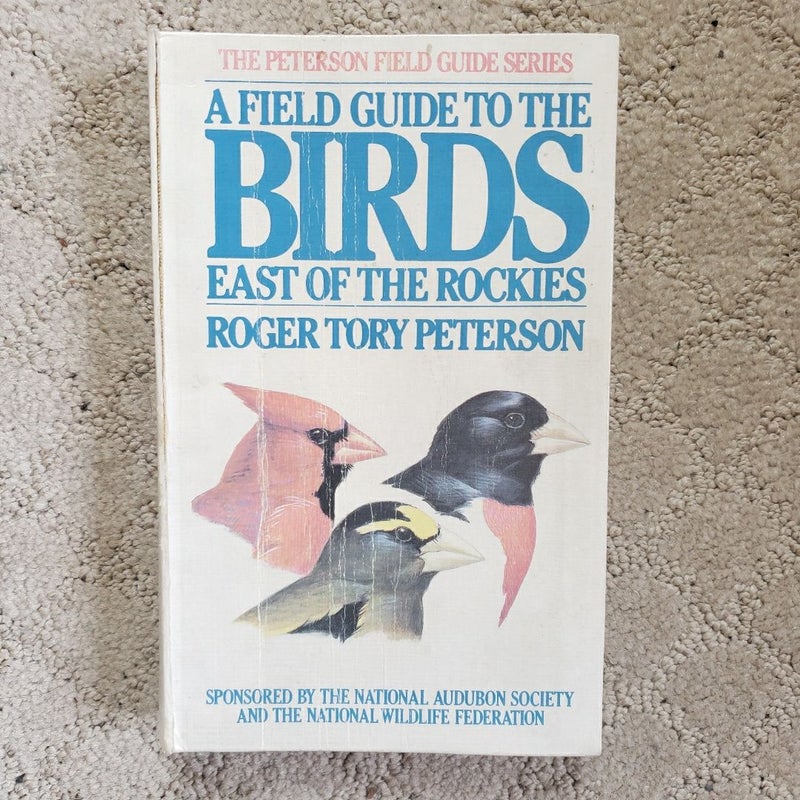 THE PETERSON FIELD GUIDE SERIES
A FIELD GUIDE TO THE
BIRDS
EAST OF THE ROCKIES
ROGER TORY PETERSON
SPONSORED BY THE NATIONAL AUDUBON SOCIETY
AND THE NATIONAL WILDLIFE FEDERATION